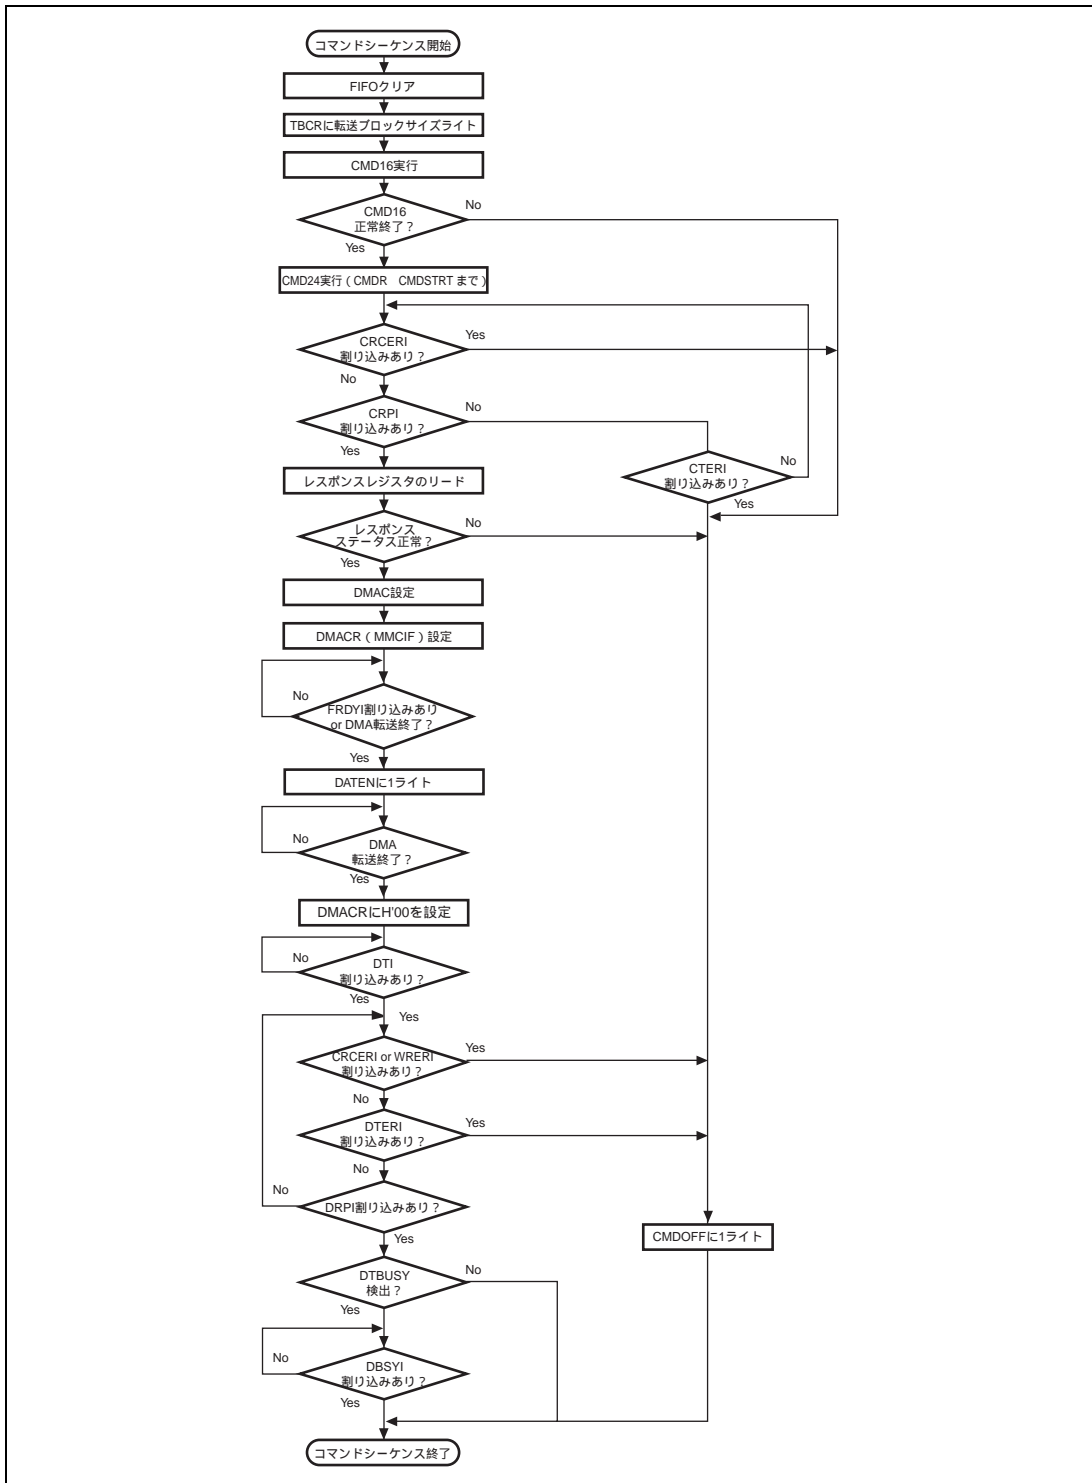 コマンドシーケンス開始
FIFOクリア
TBCRに転送ブロックサイズライト
CMD16実行
CMD16
正常終了？
No
Yes
CMD24実行（CMDR　CMDSTRT まで）
CRCERI
割り込みあり？
Yes
No
CRPI
割り込みあり？
No
Yes
CTERI
割り込みあり？
No
Yes
レスポンスレジスタのリード
レスポンス
ステータス正常？
No
Yes
DMAC設定
DMACR（MMCIF）設定
No
FRDYI割り込みあり
or DMA転送終了？
Yes
DATENに1ライト
No
DMA
転送終了？
Yes
DMACRにH'00を設定
No
DTI
割り込みあり？
Yes
Yes
CRCERI or WRERI
割り込みあり？
Yes
No
DTERI
割り込みあり？
Yes
No
No
DRPI割り込みあり？
Yes
CMDOFFに1ライト
DTBUSY
検出？
No
Yes
No
DBSYI
割り込みあり？
Yes
コマンドシーケンス終了